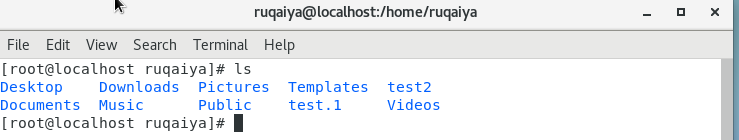 ruqaiya@localhost:/home/ruqaiya
File Edit View Search Terminal Help
[root@localhost ruqaiya]# ls
Desktop Downloads Pictures Templates test2
Documents Music Public test.1 Videos
[root@localhost ruqaiya]#